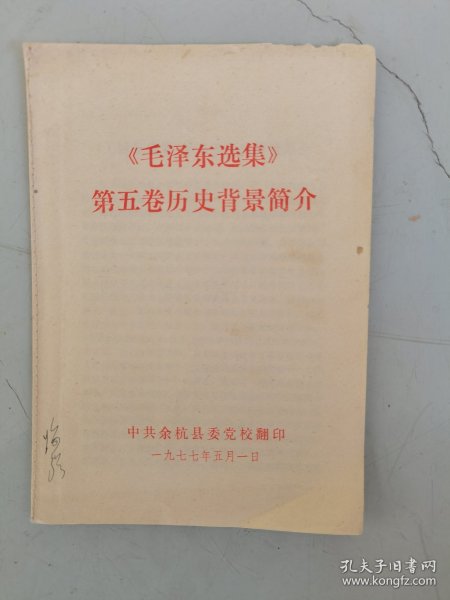 《毛泽东选集》
第五卷历史背景简介
中共余杭县委党校翻印
一九七七年五月一日
孔夫子旧书网
www.kongfz.com